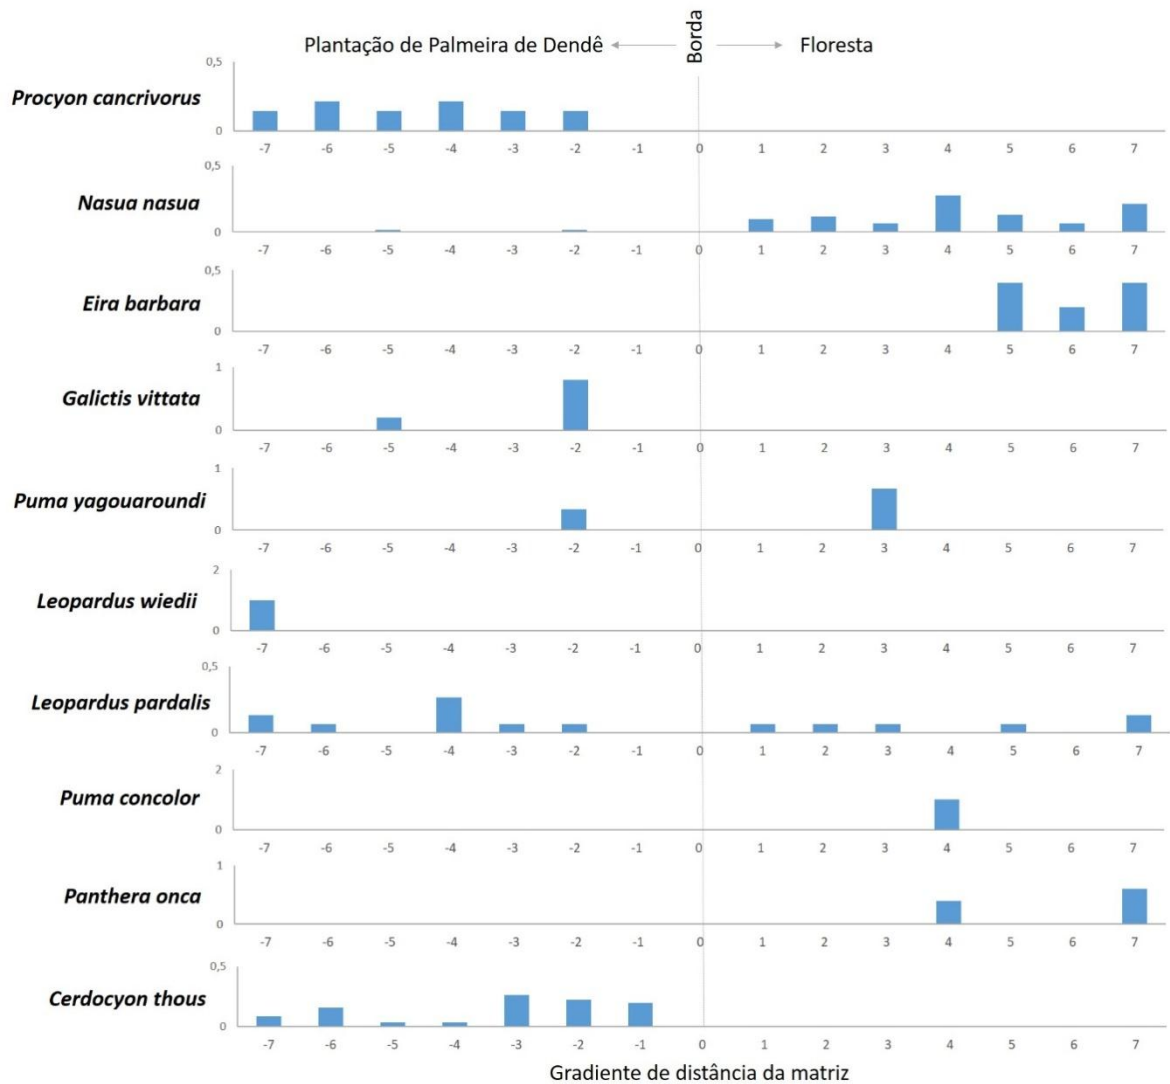 Plantação de Palmeira de Dendê
Borda
Floresta
Procyon cancrivorus
0,5
0
-7 -6 -5 -4 -3 -2 -1 0 1 2 3 4 5 6 7
Nasua nasua
0,5
0
-7 -6 -5 -4 -3 -2 -1 0 1 2 3 4 5 6 7
Eira barbara
0,5
0
-7 -6 -5 -4 -3 -2 -1 0 1 2 3 4 5 6 7
Galictis vittata
1
0
-7 -6 -5 -4 -3 -2 -1 0 1 2 3 4 5 6 7
Puma yagouaroundi
1
0
-7 -6 -5 -4 -3 -2 -1 0 1 2 3 4 5 6 7
Leopardus wiedii
2
0
-7 -6 -5 -4 -3 -2 -1 0 1 2 3 4 5 6 7
Leopardus pardalis
0,5
0
-7 -6 -5 -4 -3 -2 -1 0 1 2 3 4 5 6 7
Puma concolor
2
0
-7 -6 -5 -4 -3 -2 -1 0 1 2 3 4 5 6 7
Panthera onca
1
0
-7 -6 -5 -4 -3 -2 -1 0 1 2 3 4 5 6 7
Cerdocyon thous
0,5
0
-7 -6 -5 -4 -3 -2 -1 0 1 2 3 4 5 6 7
Gradiente de distância da matriz